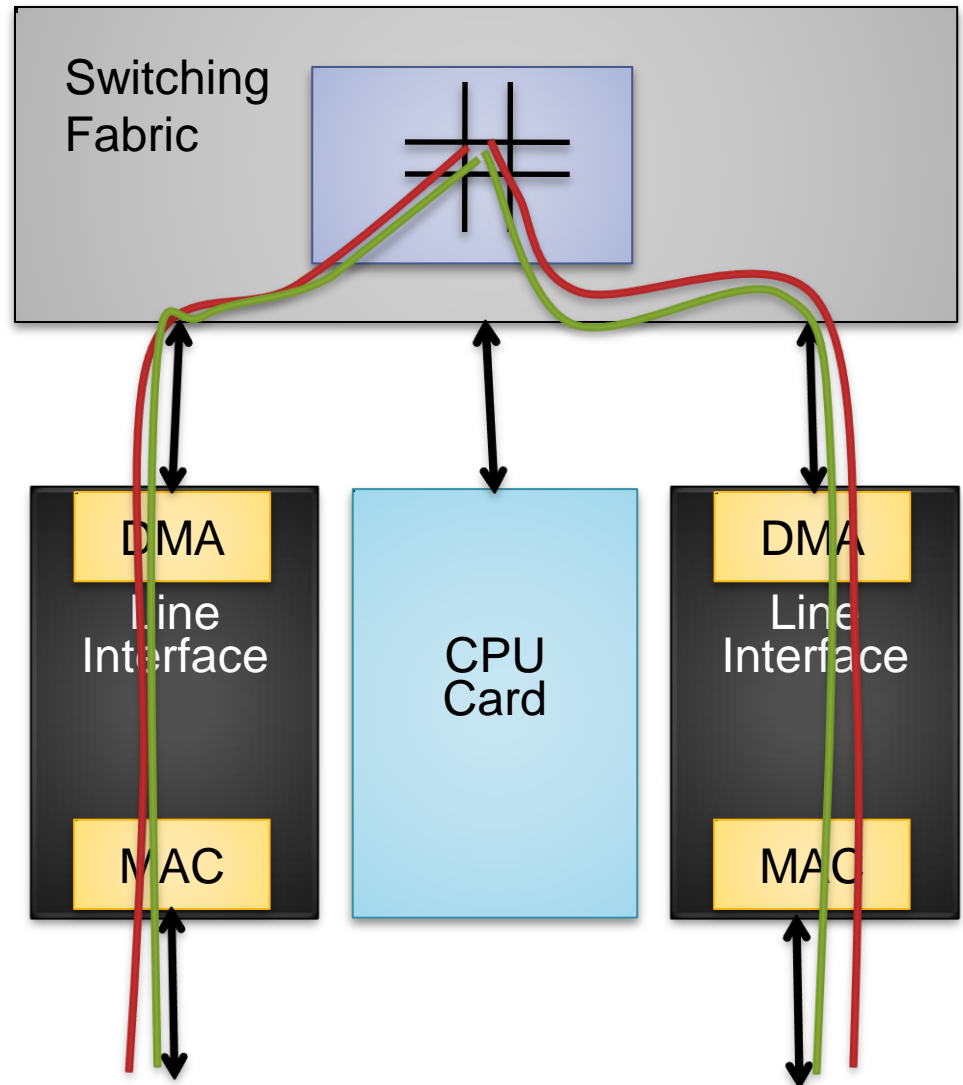 Switching
Fabric
DMA
Line
Interface
MAC
CPU
Card
DMA
Line
Interface
MAC